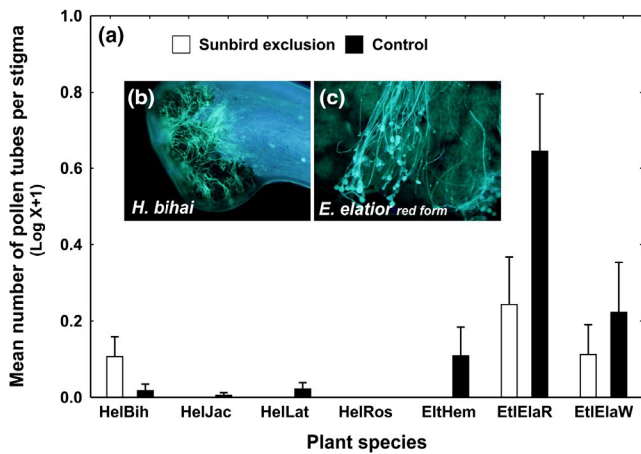 (a)
Sunbird exclusion
Control
(b)
(c)
H. bihai
E. elatior red form
Mean number of pollen tubes per stigma
(Log X+1)
1.0
0.8
0.6
0.4
0.2
0.0
HelBih
HelJac
HelLat
HelRos
EltHem
EtlElaR
EtlElaW
Plant species